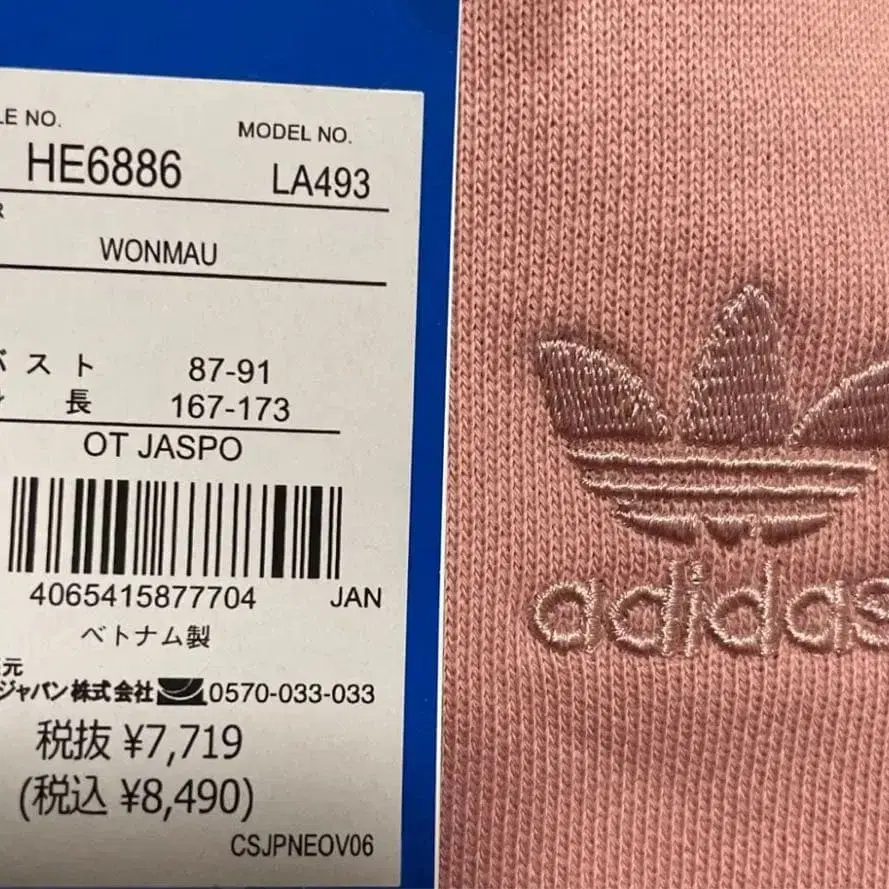 LE NO.
MODEL NO.
HE6886
LA493
R
WONMAU
バスト 87-91
長 167-173
OT JASPO
4065415877704 JAN
ベトナム製
元
ジャパン株式会社 0570-033-033
税抜 ¥7,719
(税込 ¥8,490)
CSJPNEOV06
adidas